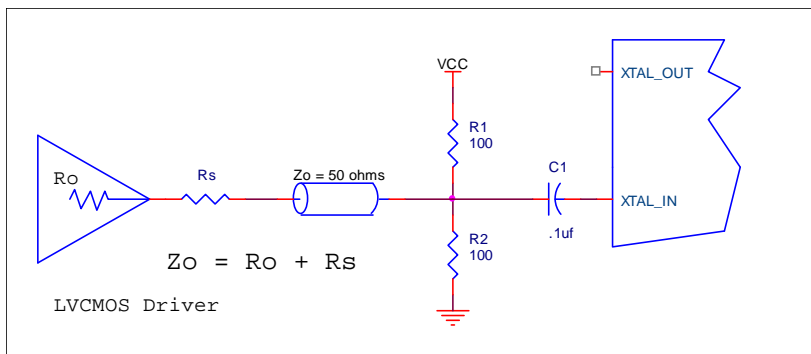 VCC
XTAL_OUT
R1
100
Ro
Rs
Zo = 50 ohms
C1
XTAL_IN
.1uf
R2
100
Zo = Ro + Rs
LVCMOS Driver